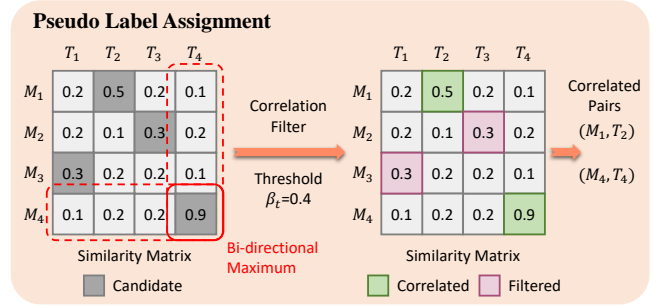 Pseudo Label Assignment
T₁ T₂ T₃ T₄
M₁ 0.2 0.5 0.2 0.1
M₂ 0.2 0.1 0.3 0.2
M₃ 0.3 0.2 0.2 0.1
M₄ 0.1 0.2 0.2 0.9
Similarity Matrix
Bi-directional
Maximum
Candidate
Correlation
Filter
Threshold
βₜ=0.4
T₁ T₂ T₃ T₄
M₁ 0.2 0.5 0.2 0.1
M₂ 0.2 0.1 0.3 0.2
M₃ 0.3 0.2 0.2 0.1
M₄ 0.1 0.2 0.2 0.9
Similarity Matrix
Correlated
Filtered
Correlated
Pairs
(M₁, T₂)
(M₄, T₄)